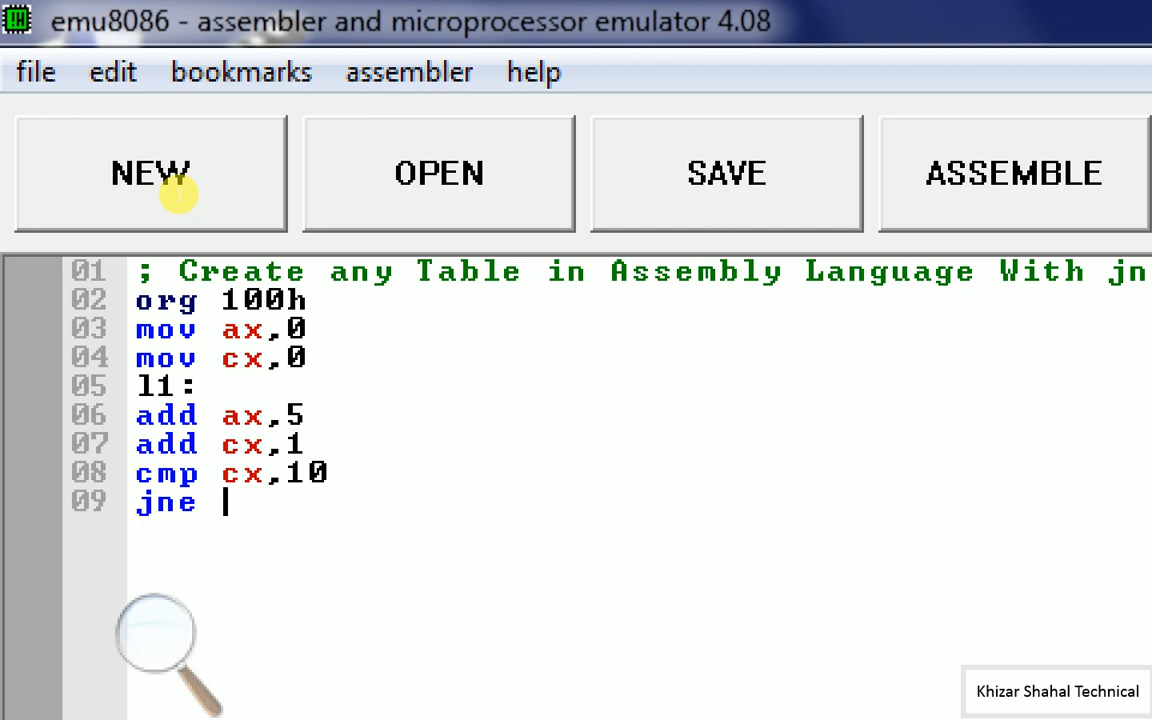 emu8086 - assembler and microprocessor emulator 4.08
file edit bookmarks assembler help
NEW OPEN SAVE ASSEMBLE
01 ; Create any Table in Assembly Language With jn
02 org 100h
03 mov ax,0
04 mov cx,0
05 l1:
06 add ax,5
07 add cx,1
08 cmp cx,10
09 jne
Khizar Shahal Technical